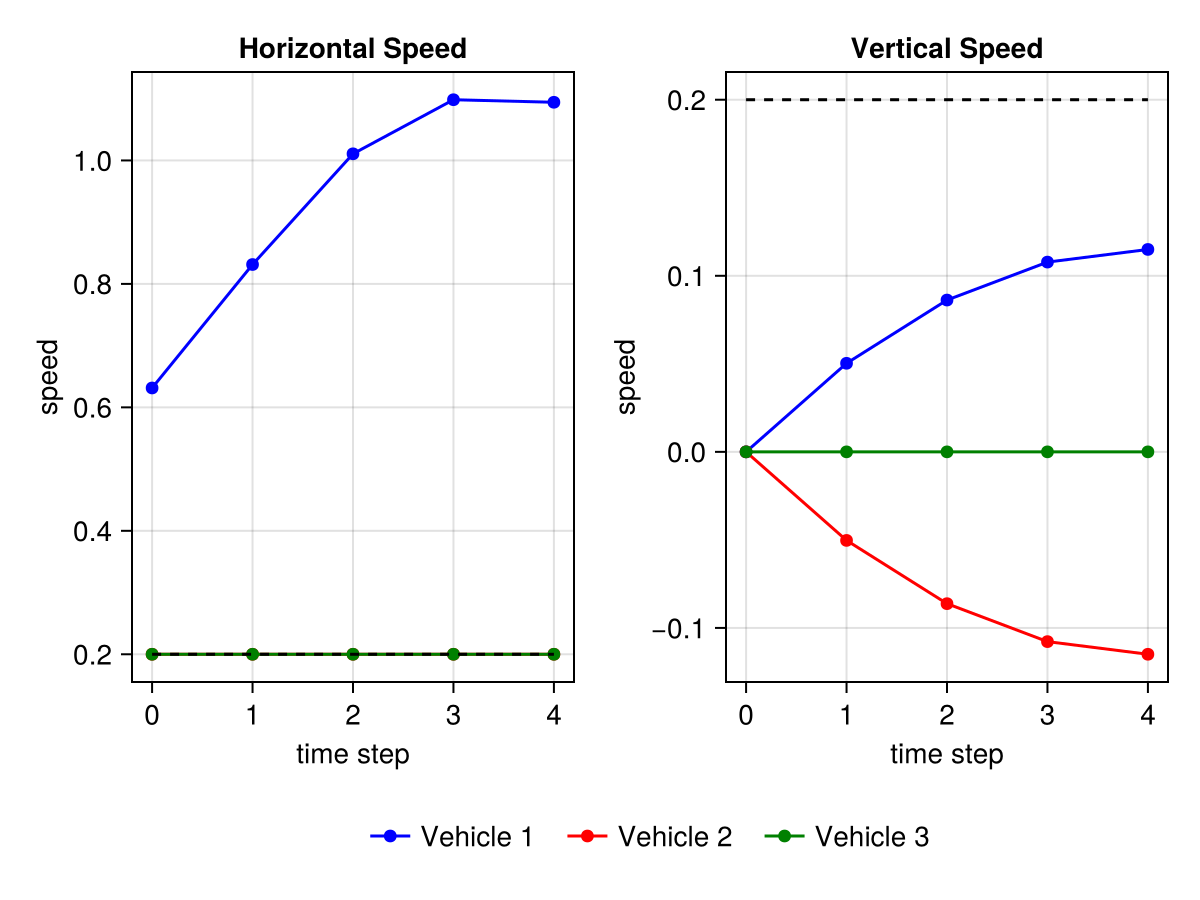 Horizontal Speed
speed
1.0
0.8
0.6
0.4
0.2
0 1 2 3 4
time step
Vertical Speed
speed
0.2
0.1
0.0
−0.1
0 1 2 3 4
time step
Vehicle 1 Vehicle 2 Vehicle 3